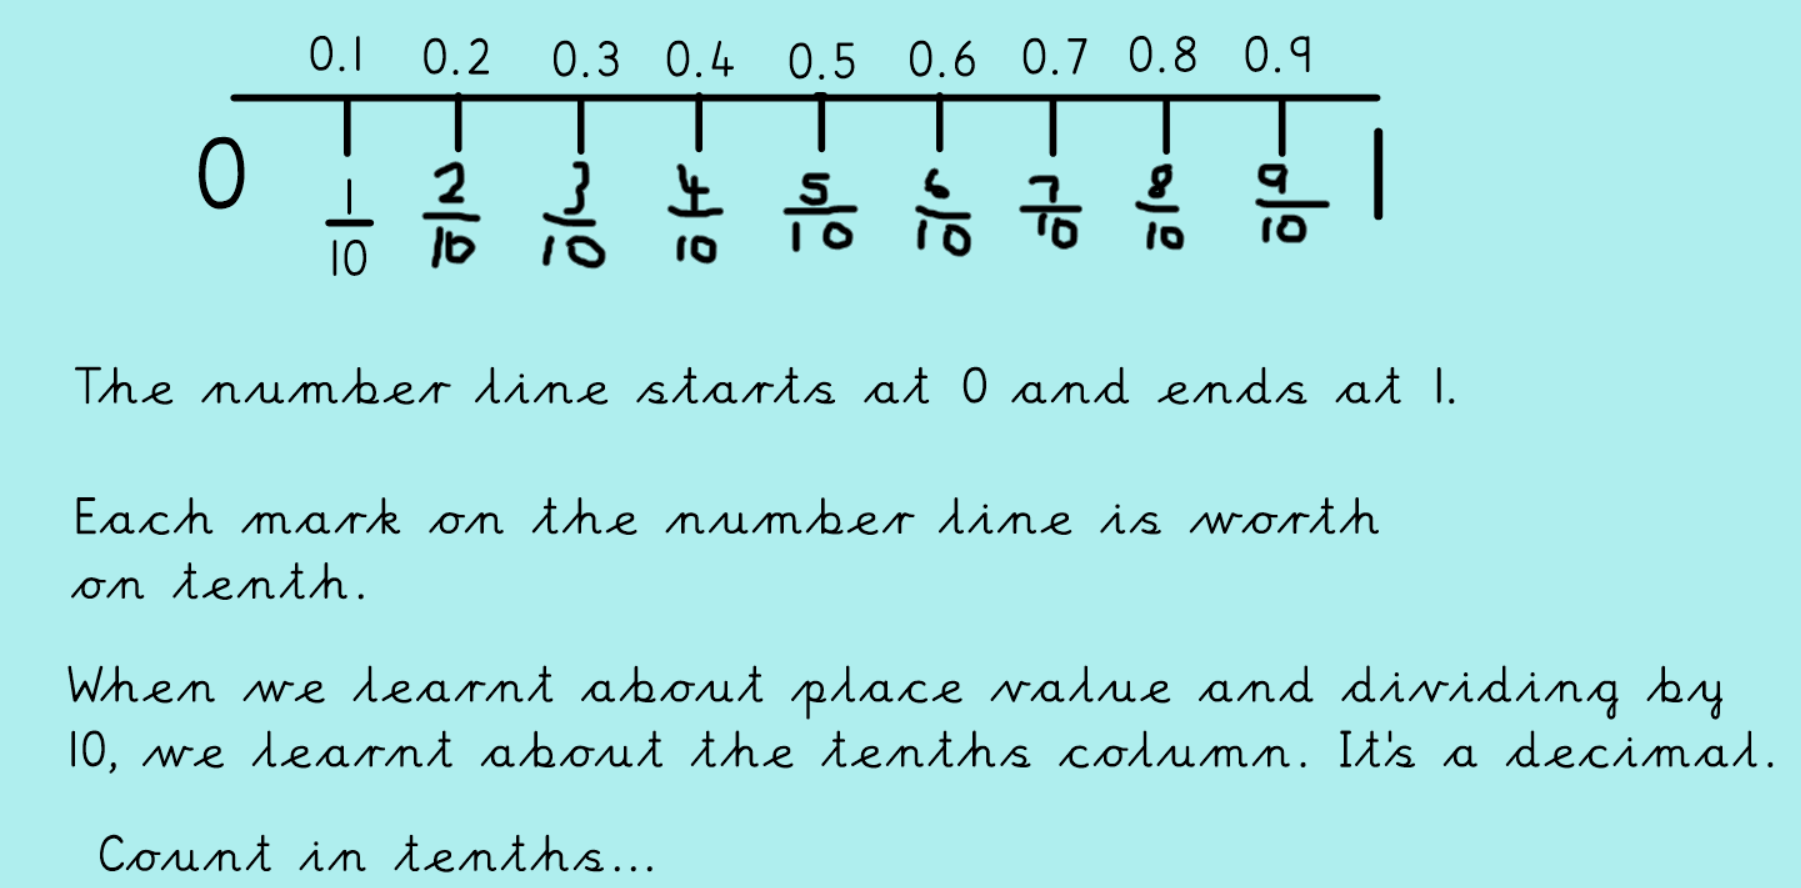 0.1 0.2 0.3 0.4 0.5 0.6 0.7 0.8 0.9
0 1/10 2/10 3/10 4/10 5/10 6/10 7/10 8/10 9/10 1
The number line starts at 0 and ends at 1.
Each mark on the number line is worth
on tenth.
When we learnt about place value and dividing by
10, we learnt about the tenths column. It's a decimal.
Count in tenths...